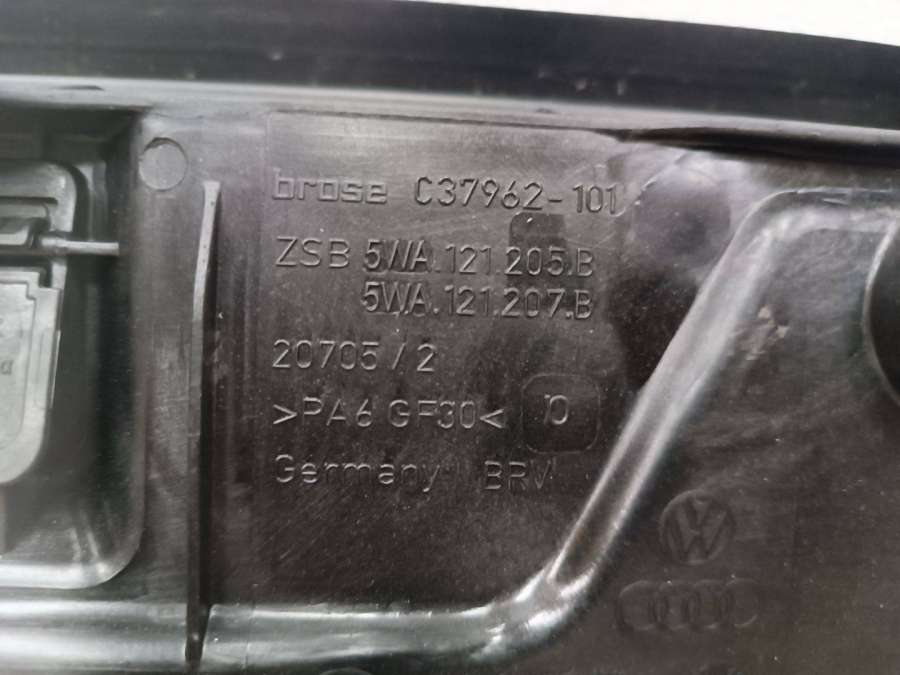 brose C37962-101
ZSB 5WA.121.205.B
5WA.121.207.B
20705/2
>PA6 GF30<
Germany BRV